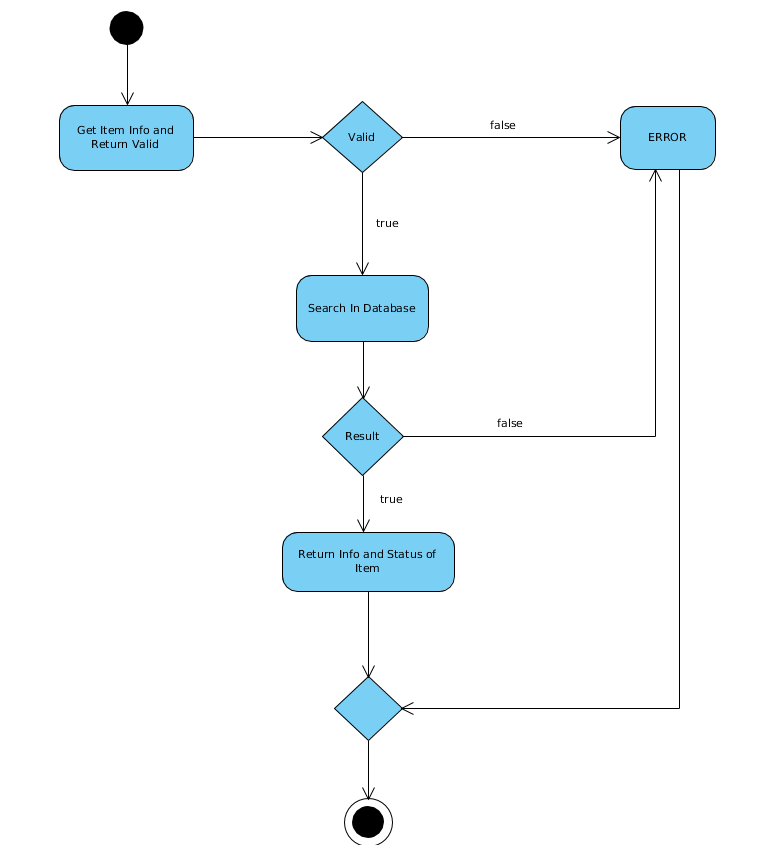 Get Item Info and
Return Valid
Valid
false
ERROR
true
Search In Database
Result
false
true
Return Info and Status of
Item